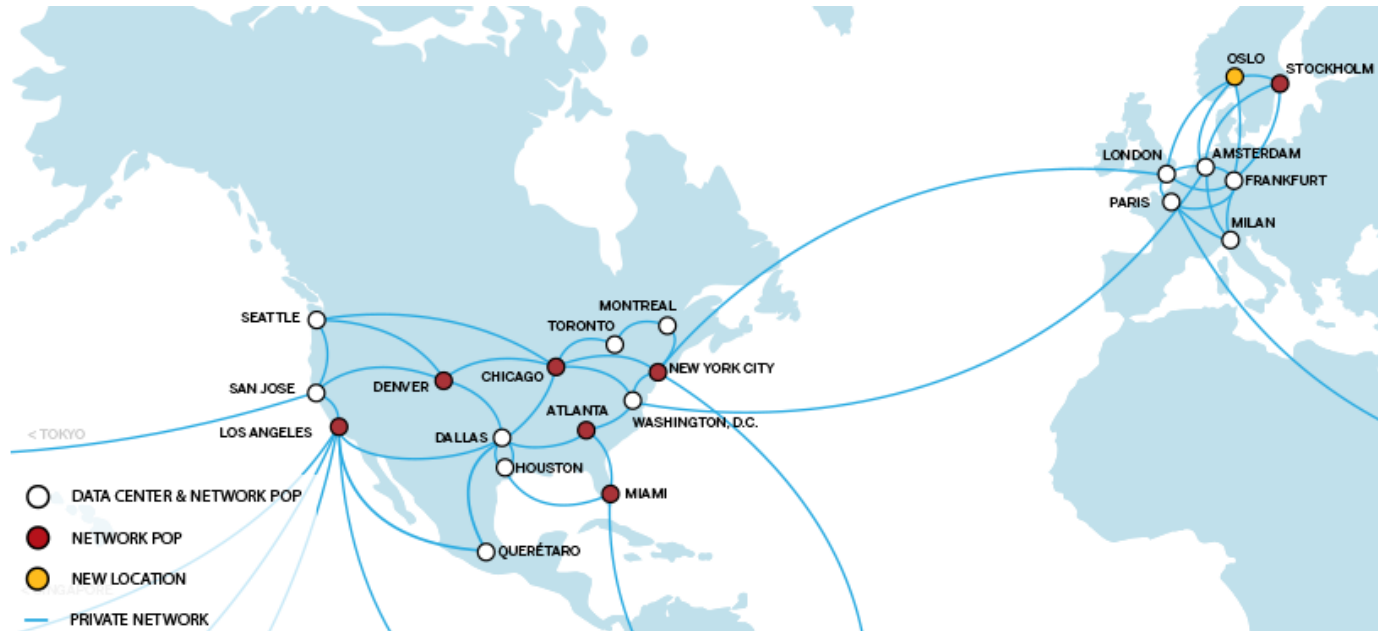 OSLO
STOCKHOLM
LONDON
AMSTERDAM
FRANKFURT
PARIS
MILAN
MONTREAL
SEATTLE
TORONTO
CHICAGO
NEW YORK CITY
DENVER
SAN JOSE
ATLANTA
WASHINGTON, D.C.
LOS ANGELES
< TOKYO
DALLAS
HOUSTON
MIAMI
QUERÉTARO
DATA CENTER & NETWORK POP
NETWORK POP
NEW LOCATION
PRIVATE NETWORK